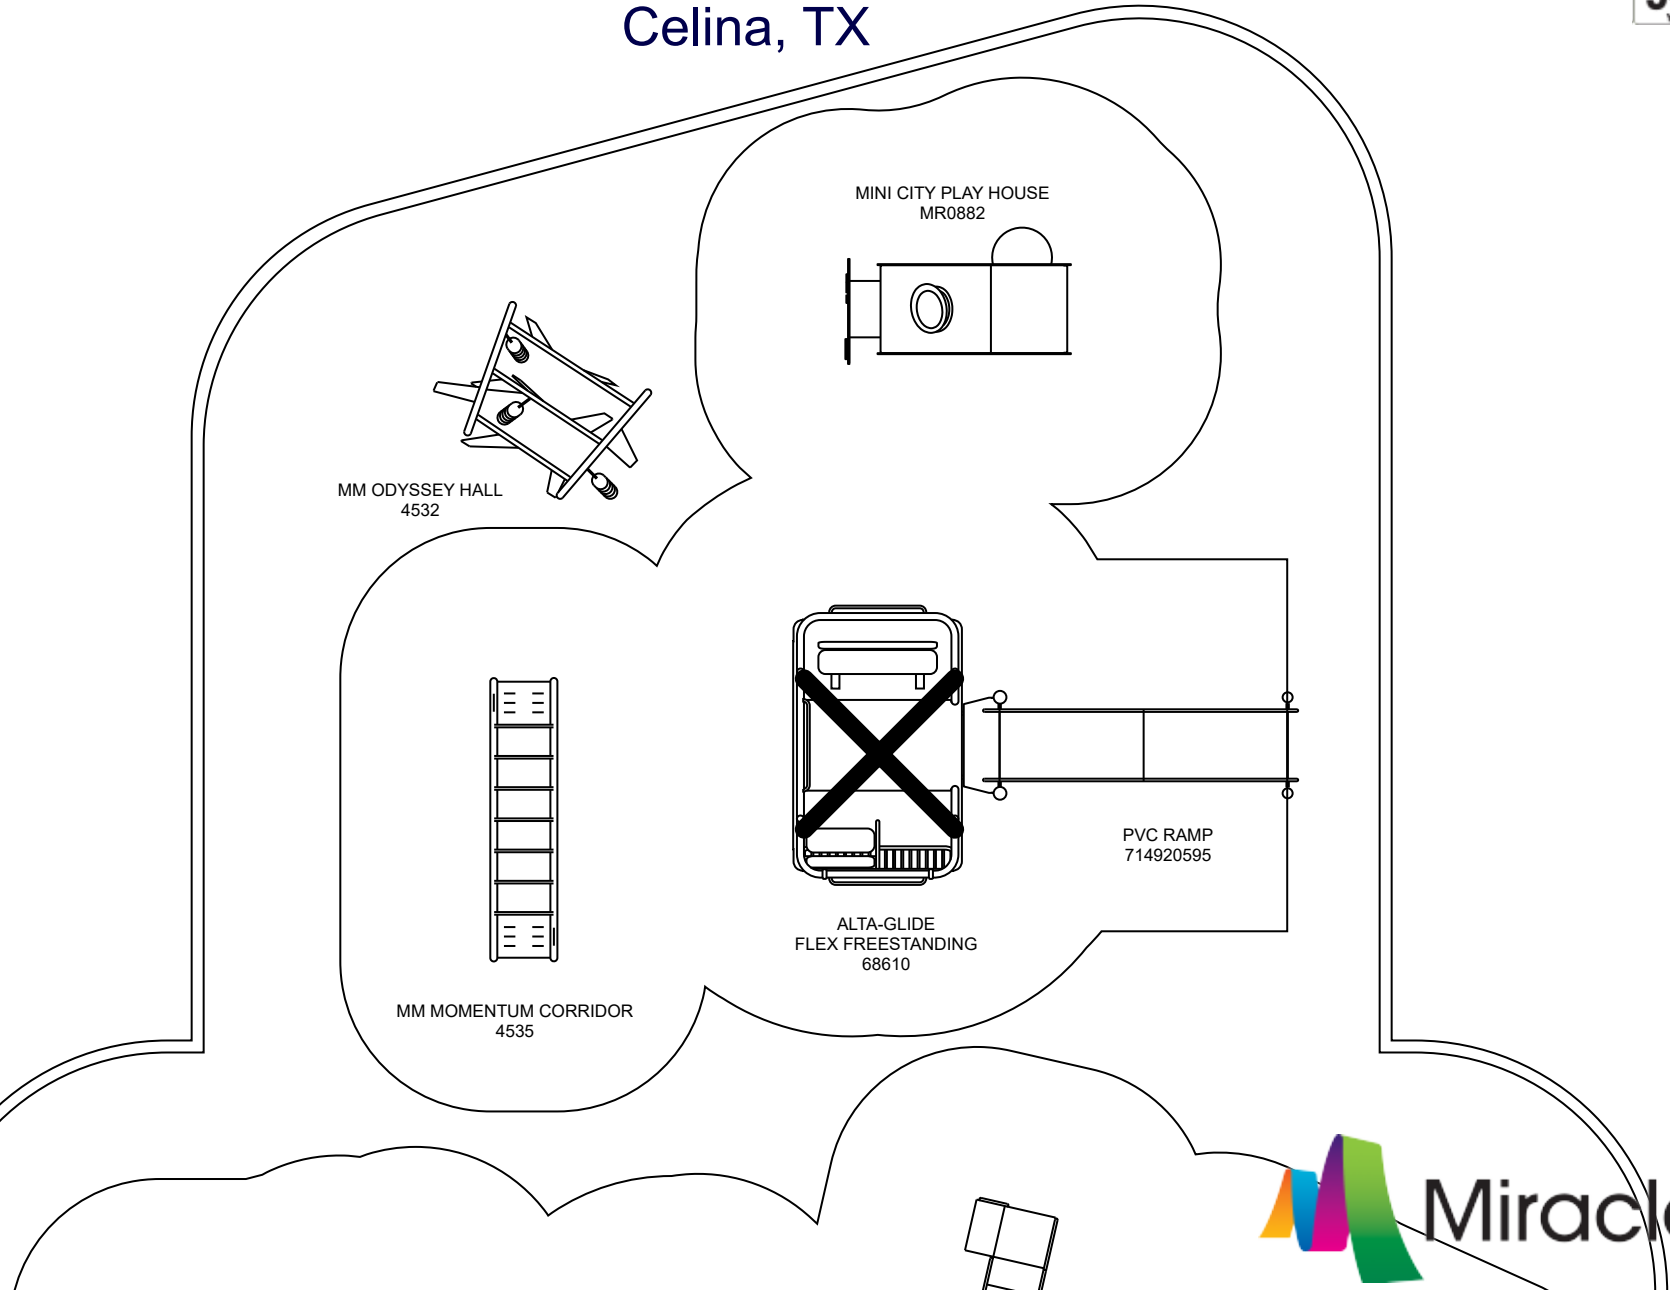 Celina, TX
MINI CITY PLAY HOUSE
MR0882
MM ODYSSEY HALL
4532
PVC RAMP
714920595
ALTA-GLIDE
FLEX FREESTANDING
68610
MM MOMENTUM CORRIDOR
4535
Miracle